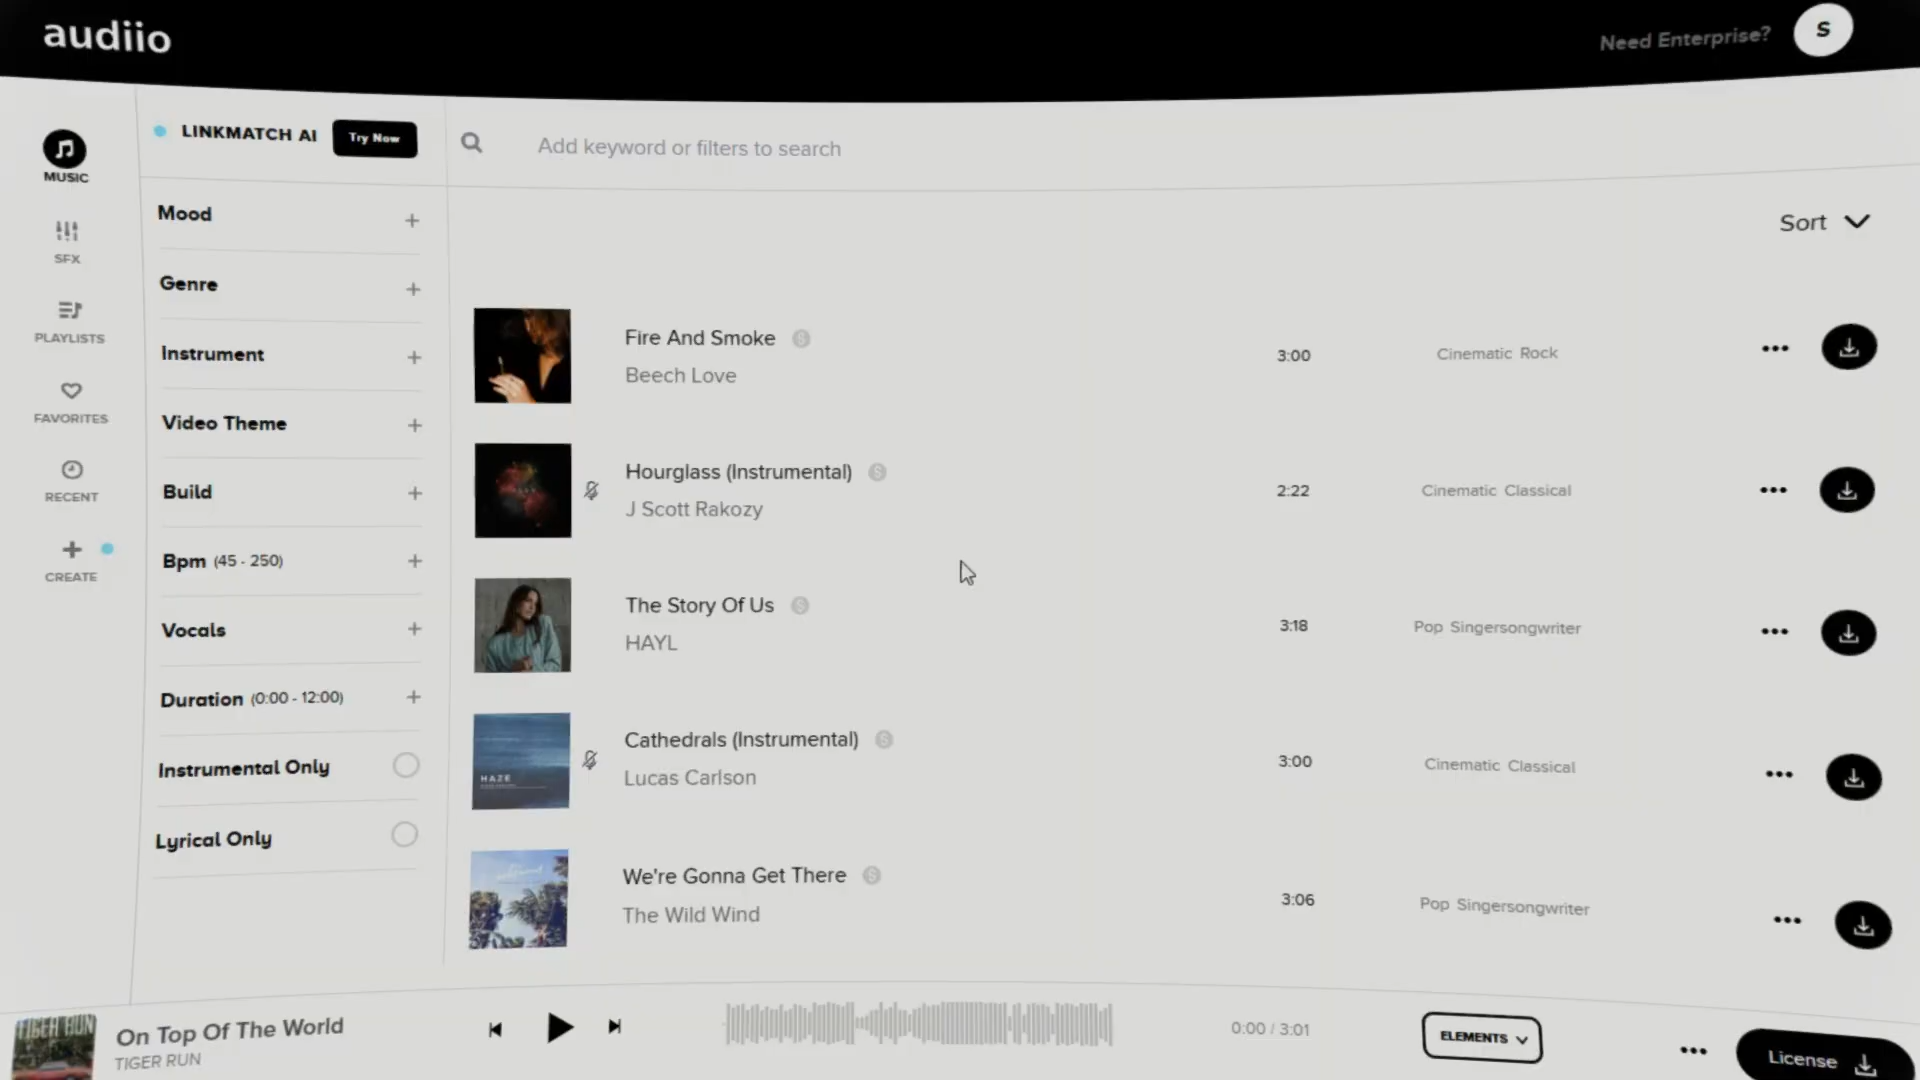 audiio
Need Enterprise?
S
MUSIC
SFX
PLAYLISTS
FAVORITES
RECENT
CREATE
LINKMATCH AI
Try Now
Mood
Genre
Instrument
Video Theme
Build
Bpm (45 - 250)
Vocals
Duration (0:00 - 12:00)
Instrumental Only
Lyrical Only
Add keyword or filters to search
Sort
Fire And Smoke
Beech Love
3:00
Cinematic Rock
Hourglass (Instrumental)
J Scott Rakozy
2:22
Cinematic Classical
The Story Of Us
HAYL
3:18
Pop Singersongwriter
HAZE
Cathedrals (Instrumental)
Lucas Carlson
3:00
Cinematic Classical
We're Gonna Get There
The Wild Wind
3:06
Pop Singersongwriter
TIGER RUN
On Top Of The World
TIGER RUN
0:00 / 3:01
ELEMENTS
License